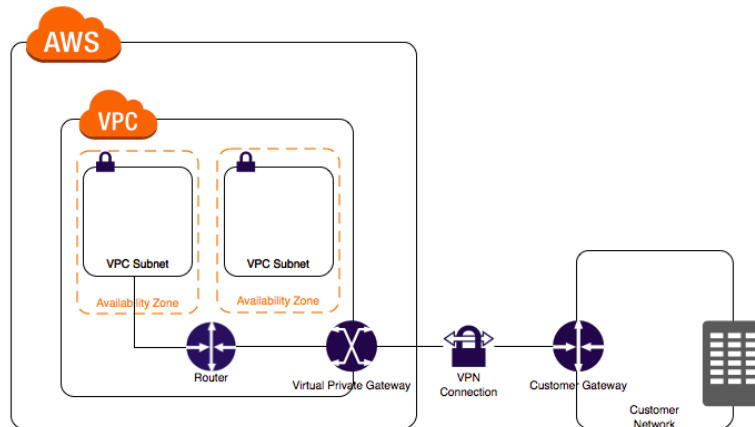 AWS
VPC
VPC Subnet
VPC Subnet
Availability Zone
Availability Zone
Router
Virtual Private Gateway
VPN
Connection
Customer Gateway
Customer
Network